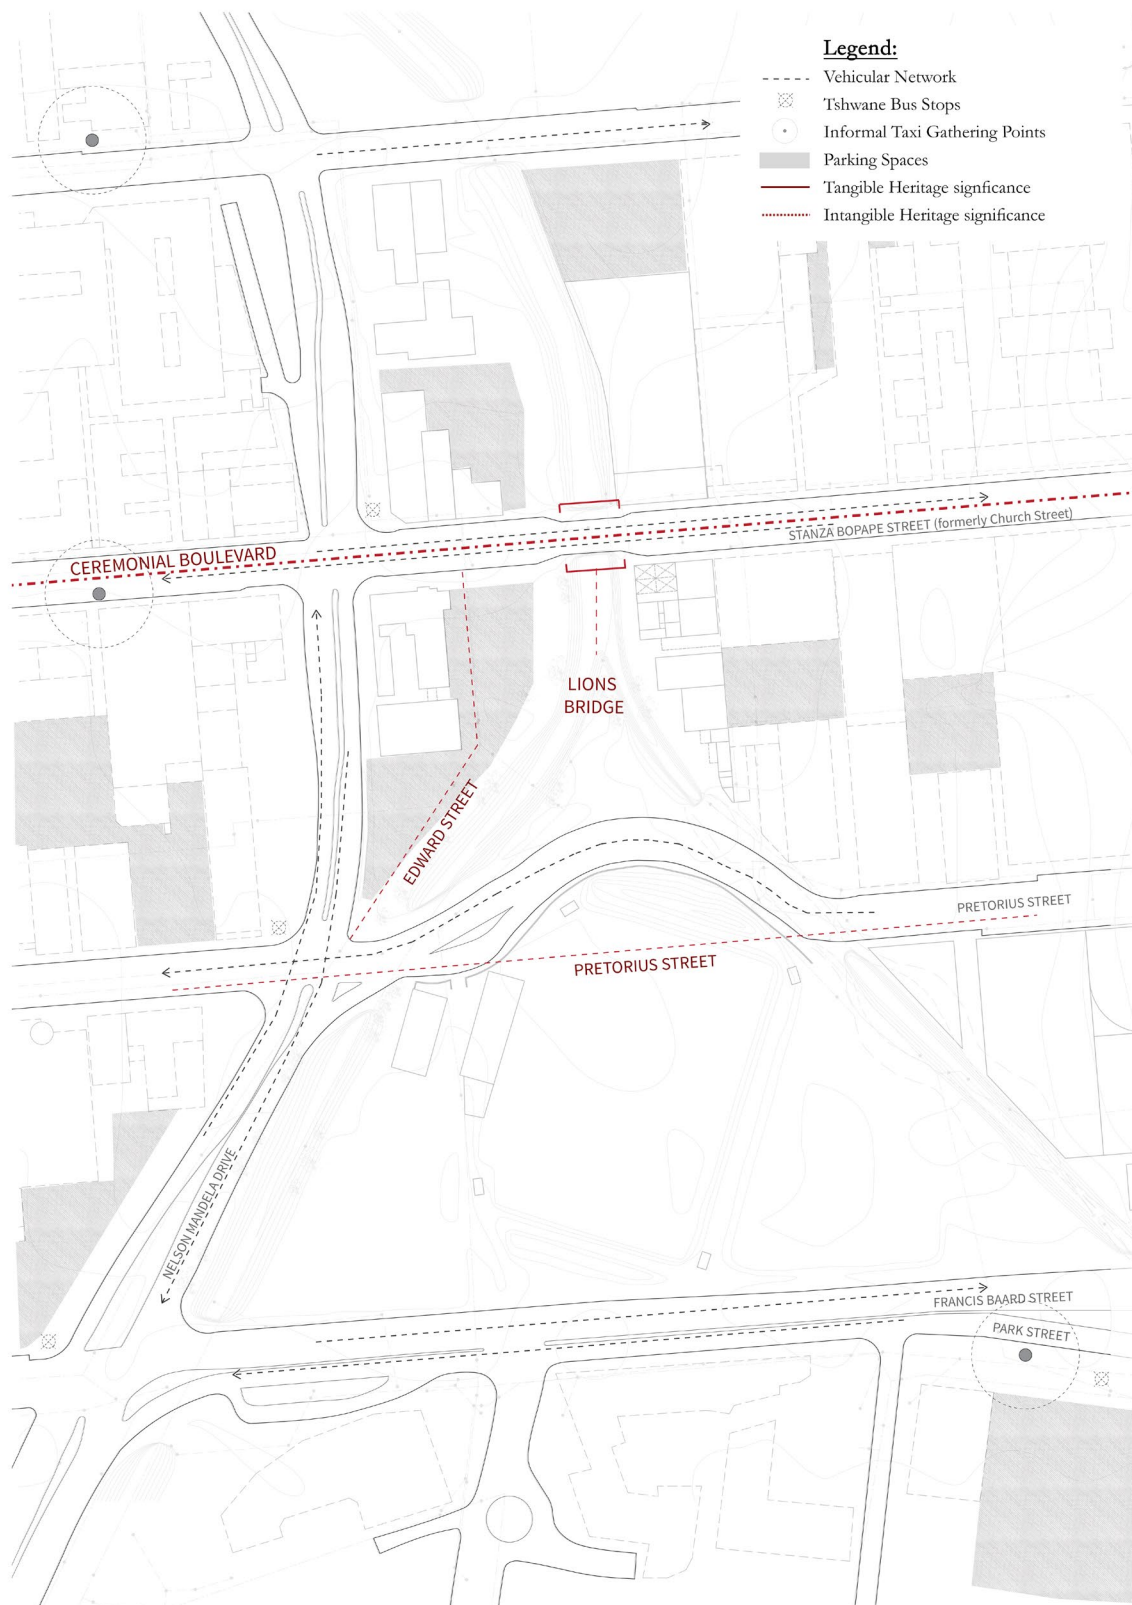 Legend:
Vehicular Network
Tshwane Bus Stops
Informal Taxi Gathering Points
Parking Spaces
Tangible Heritage signficance
Intangible Heritage significance
STANZA BOPAPE STREET (formerly Church Street)
CEREMONIAL BOULEVARD
LIONS
BRIDGE
EDWARD STREET
PRETORIUS STREET
PRETORIUS STREET
NELSON MANDELA DRIVE
FRANCIS BAARD STREET
PARK STREET